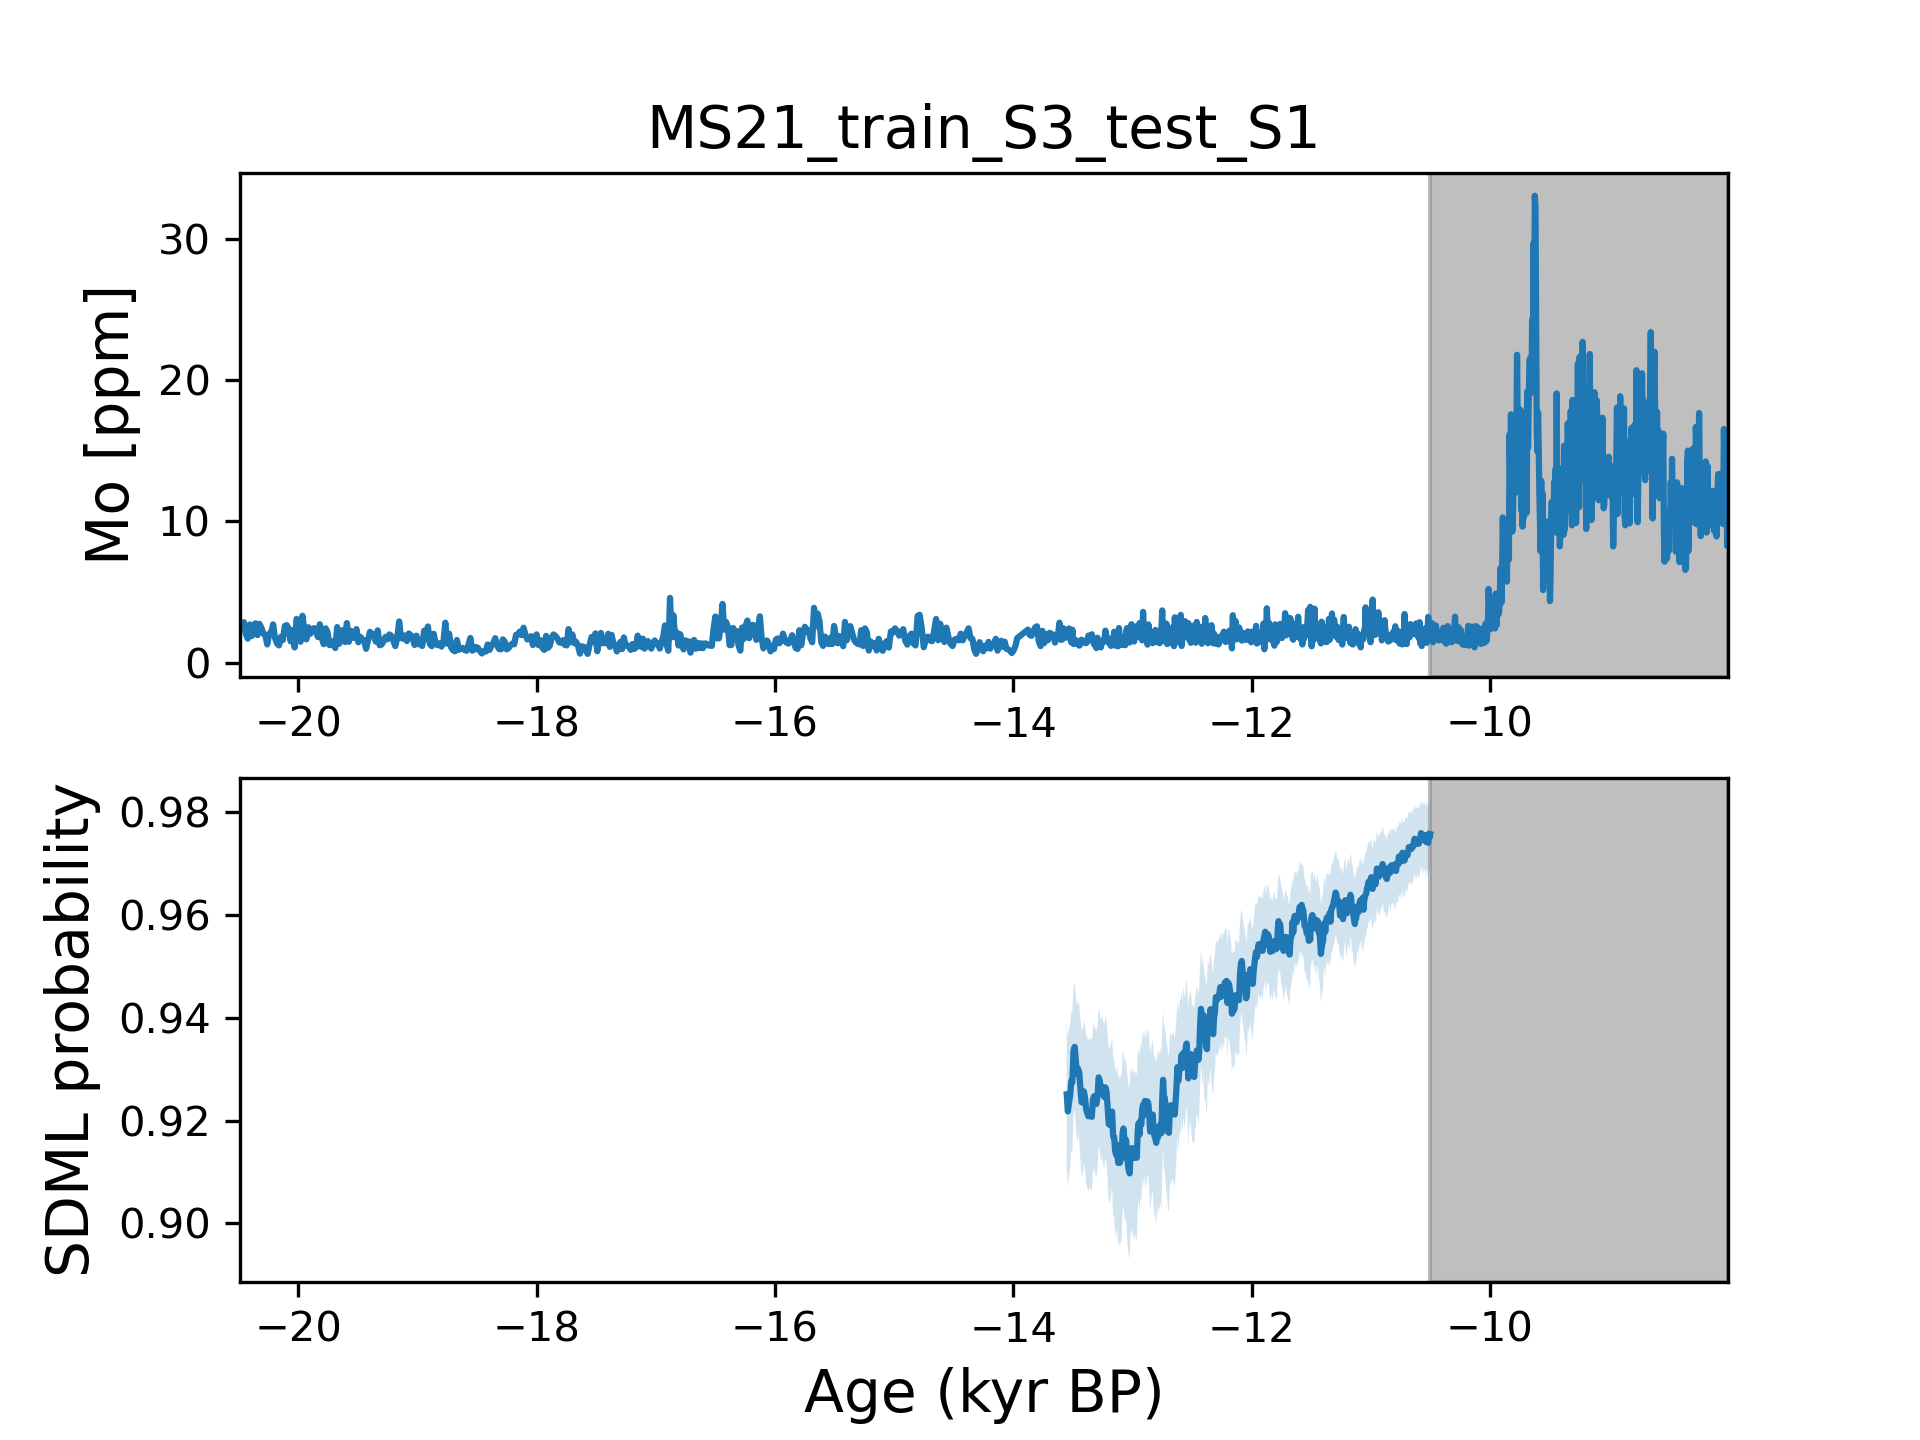 MS21_train_S3_test_S1
Mo [ppm]
30
20
10
0
−20 −18 −16 −14 −12 −10
SDML probability
0.98
0.96
0.94
0.92
0.90
−20 −18 −16 −14 −12 −10
Age (kyr BP)